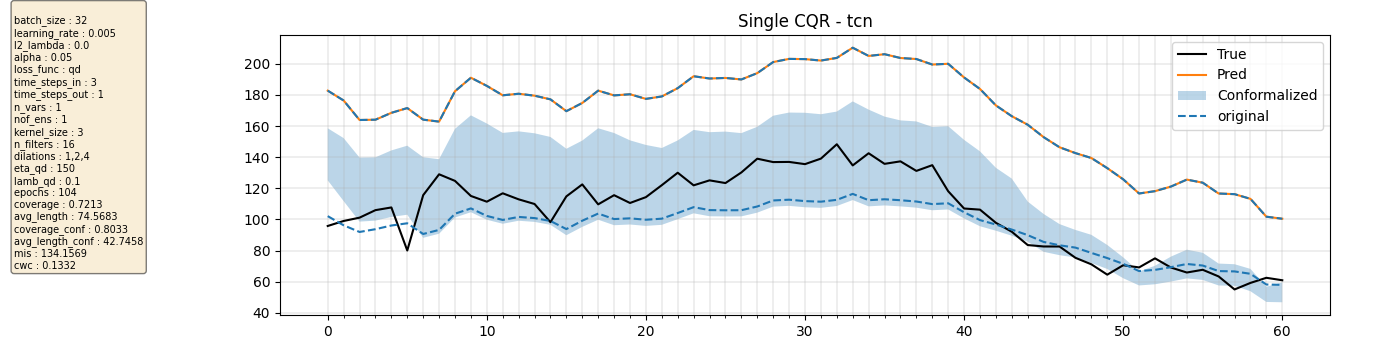 batch_size : 32
learning_rate : 0.005
l2_lambda : 0.0
alpha : 0.05
loss_func : qd
time_steps_in : 3
time_steps_out : 1
n_vars : 1
nof_ens : 1
kernel_size : 3
n_filters : 16
dilations : 1,2,4
eta_qd : 150
lamb_qd : 0.1
epochs : 104
coverage : 0.7213
avg_length : 74.5683
coverage_conf : 0.8033
avg_length_conf : 42.7458
mis : 134.1569
cwc : 0.1332
Single CQR - tcn
200
180
160
140
120
100
80
60
40
True
Pred
Conformalized
original
0 10 20 30 40 50 60